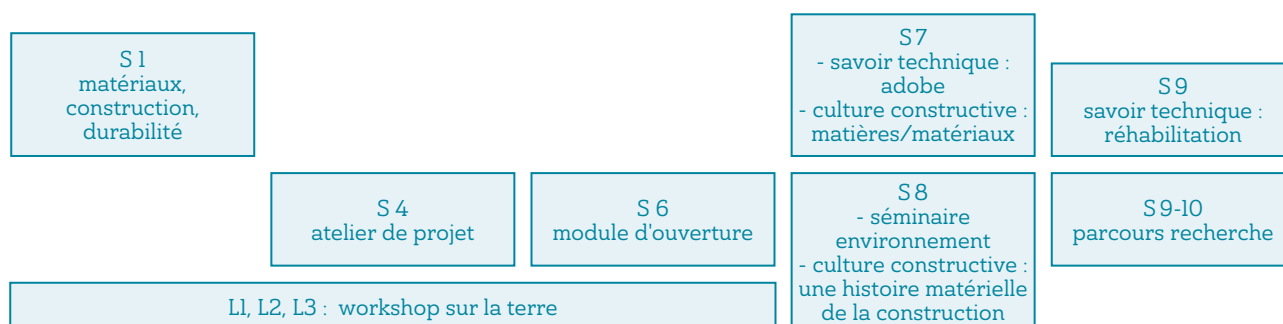 S 1
matériaux,
construction,
durabilité
S 4
atelier de projet
S 6
module d'ouverture
L1, L2, L3 :  workshop sur la terre
S 7
- savoir technique :
adobe
- culture constructive :
matières/matériaux
S 8
- séminaire
environnement
- culture constructive :
une histoire matérielle
de la construction
S 9
savoir technique :
réhabilitation
S 9-10
parcours recherche